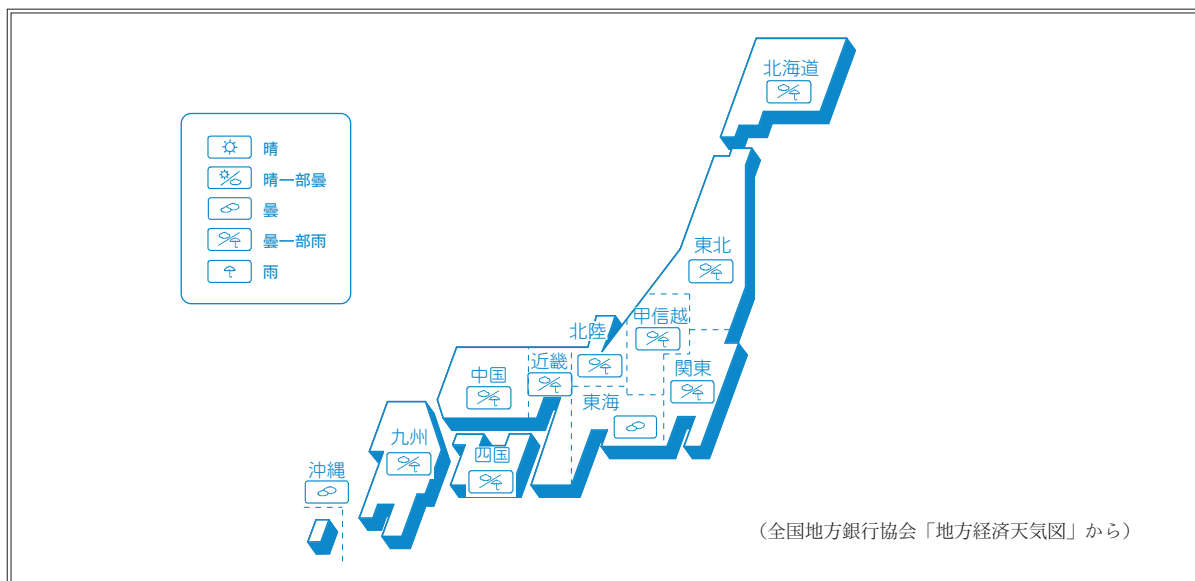 北海道
晴
晴一部曇
曇
曇一部雨
雨
東北
甲信越
北陸
近畿
関東
中国
東海
九州
四国
沖縄
(全国地方銀行協会「地方経済天気図」から)